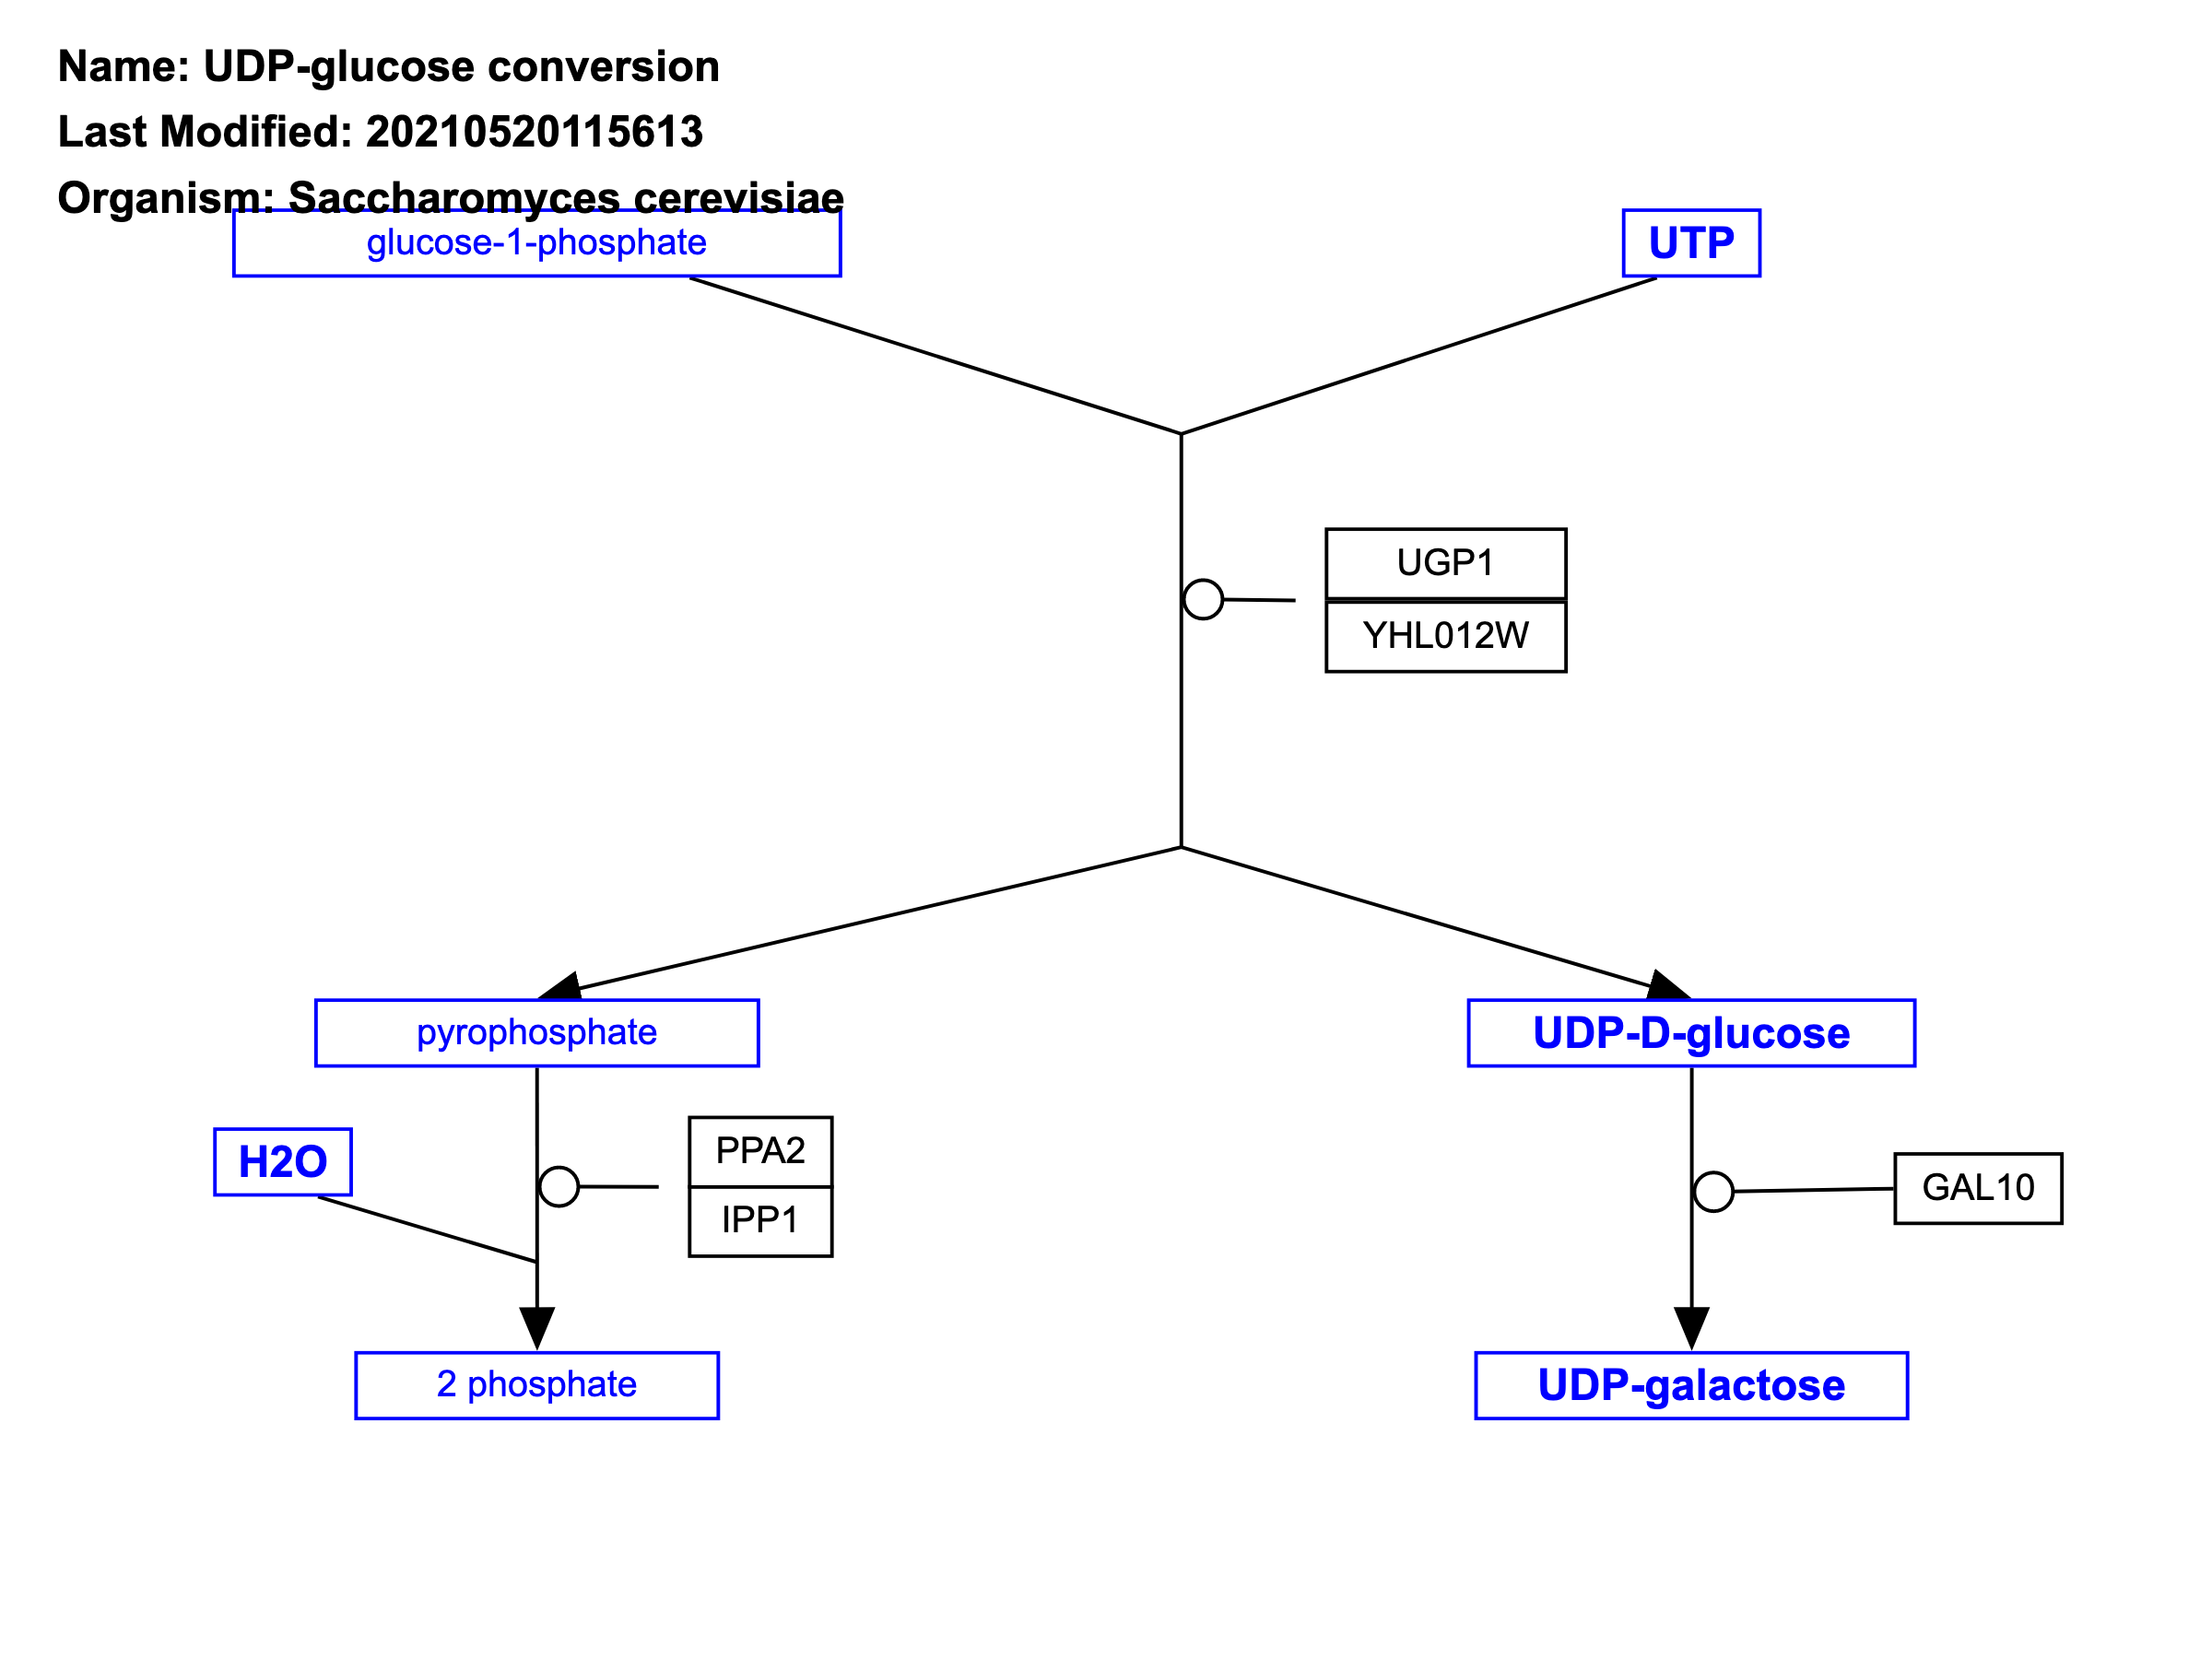 Name: UDP-glucose conversion
Last Modified: 20210520115613
Organism: Saccharomyces cerevisiae
glucose-1-phosphate
UTP
UGP1
YHL012W
pyrophosphate
UDP-D-glucose
H2O
PPA2
IPP1
GAL10
2 phosphate
UDP-galactose